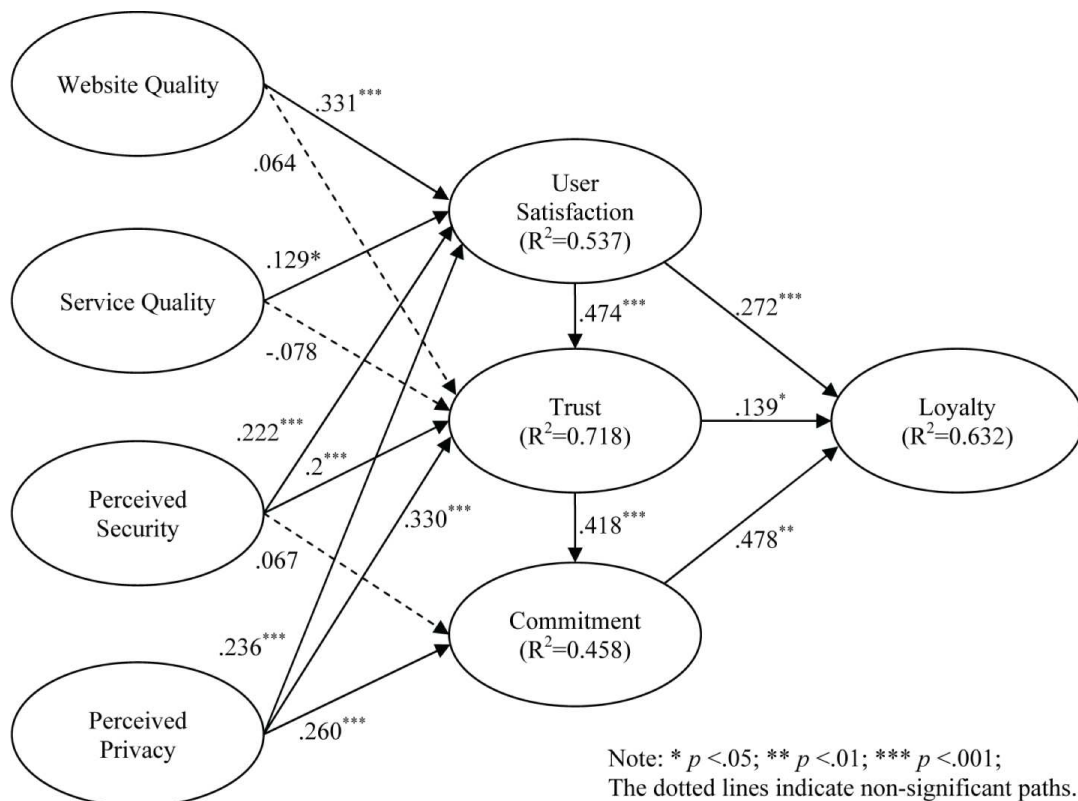 Website Quality
.331***
.064
User
Satisfaction
(R²=0.537)
Service Quality
.129*
-.078
.474***
.272***
Trust
(R²=0.718)
.139*
Loyalty
(R²=0.632)
Perceived
Security
.222***
.2***
.330***
.067
.418***
.478**
Commitment
(R²=0.458)
Perceived
Privacy
.236***
.260***
Note: * p <.05; ** p <.01; *** p <.001;
The dotted lines indicate non-significant paths.